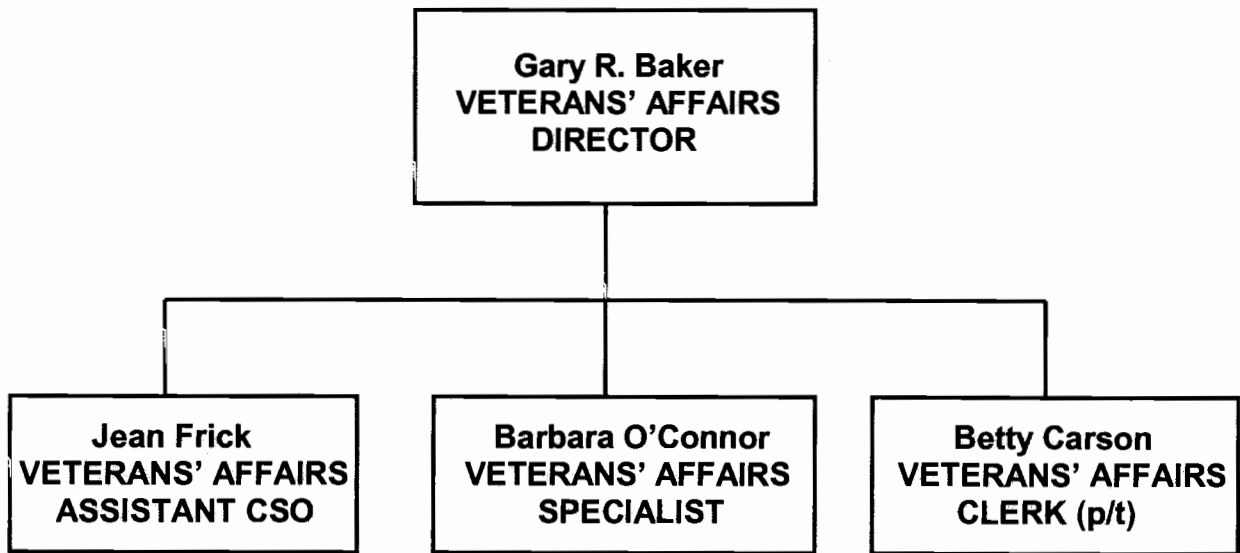 Gary R. Baker
VETERANS' AFFAIRS
DIRECTOR
Jean Frick
VETERANS' AFFAIRS
ASSISTANT CSO
Barbara O'Connor
VETERANS' AFFAIRS
SPECIALIST
Betty Carson
VETERANS' AFFAIRS
CLERK (p/t)